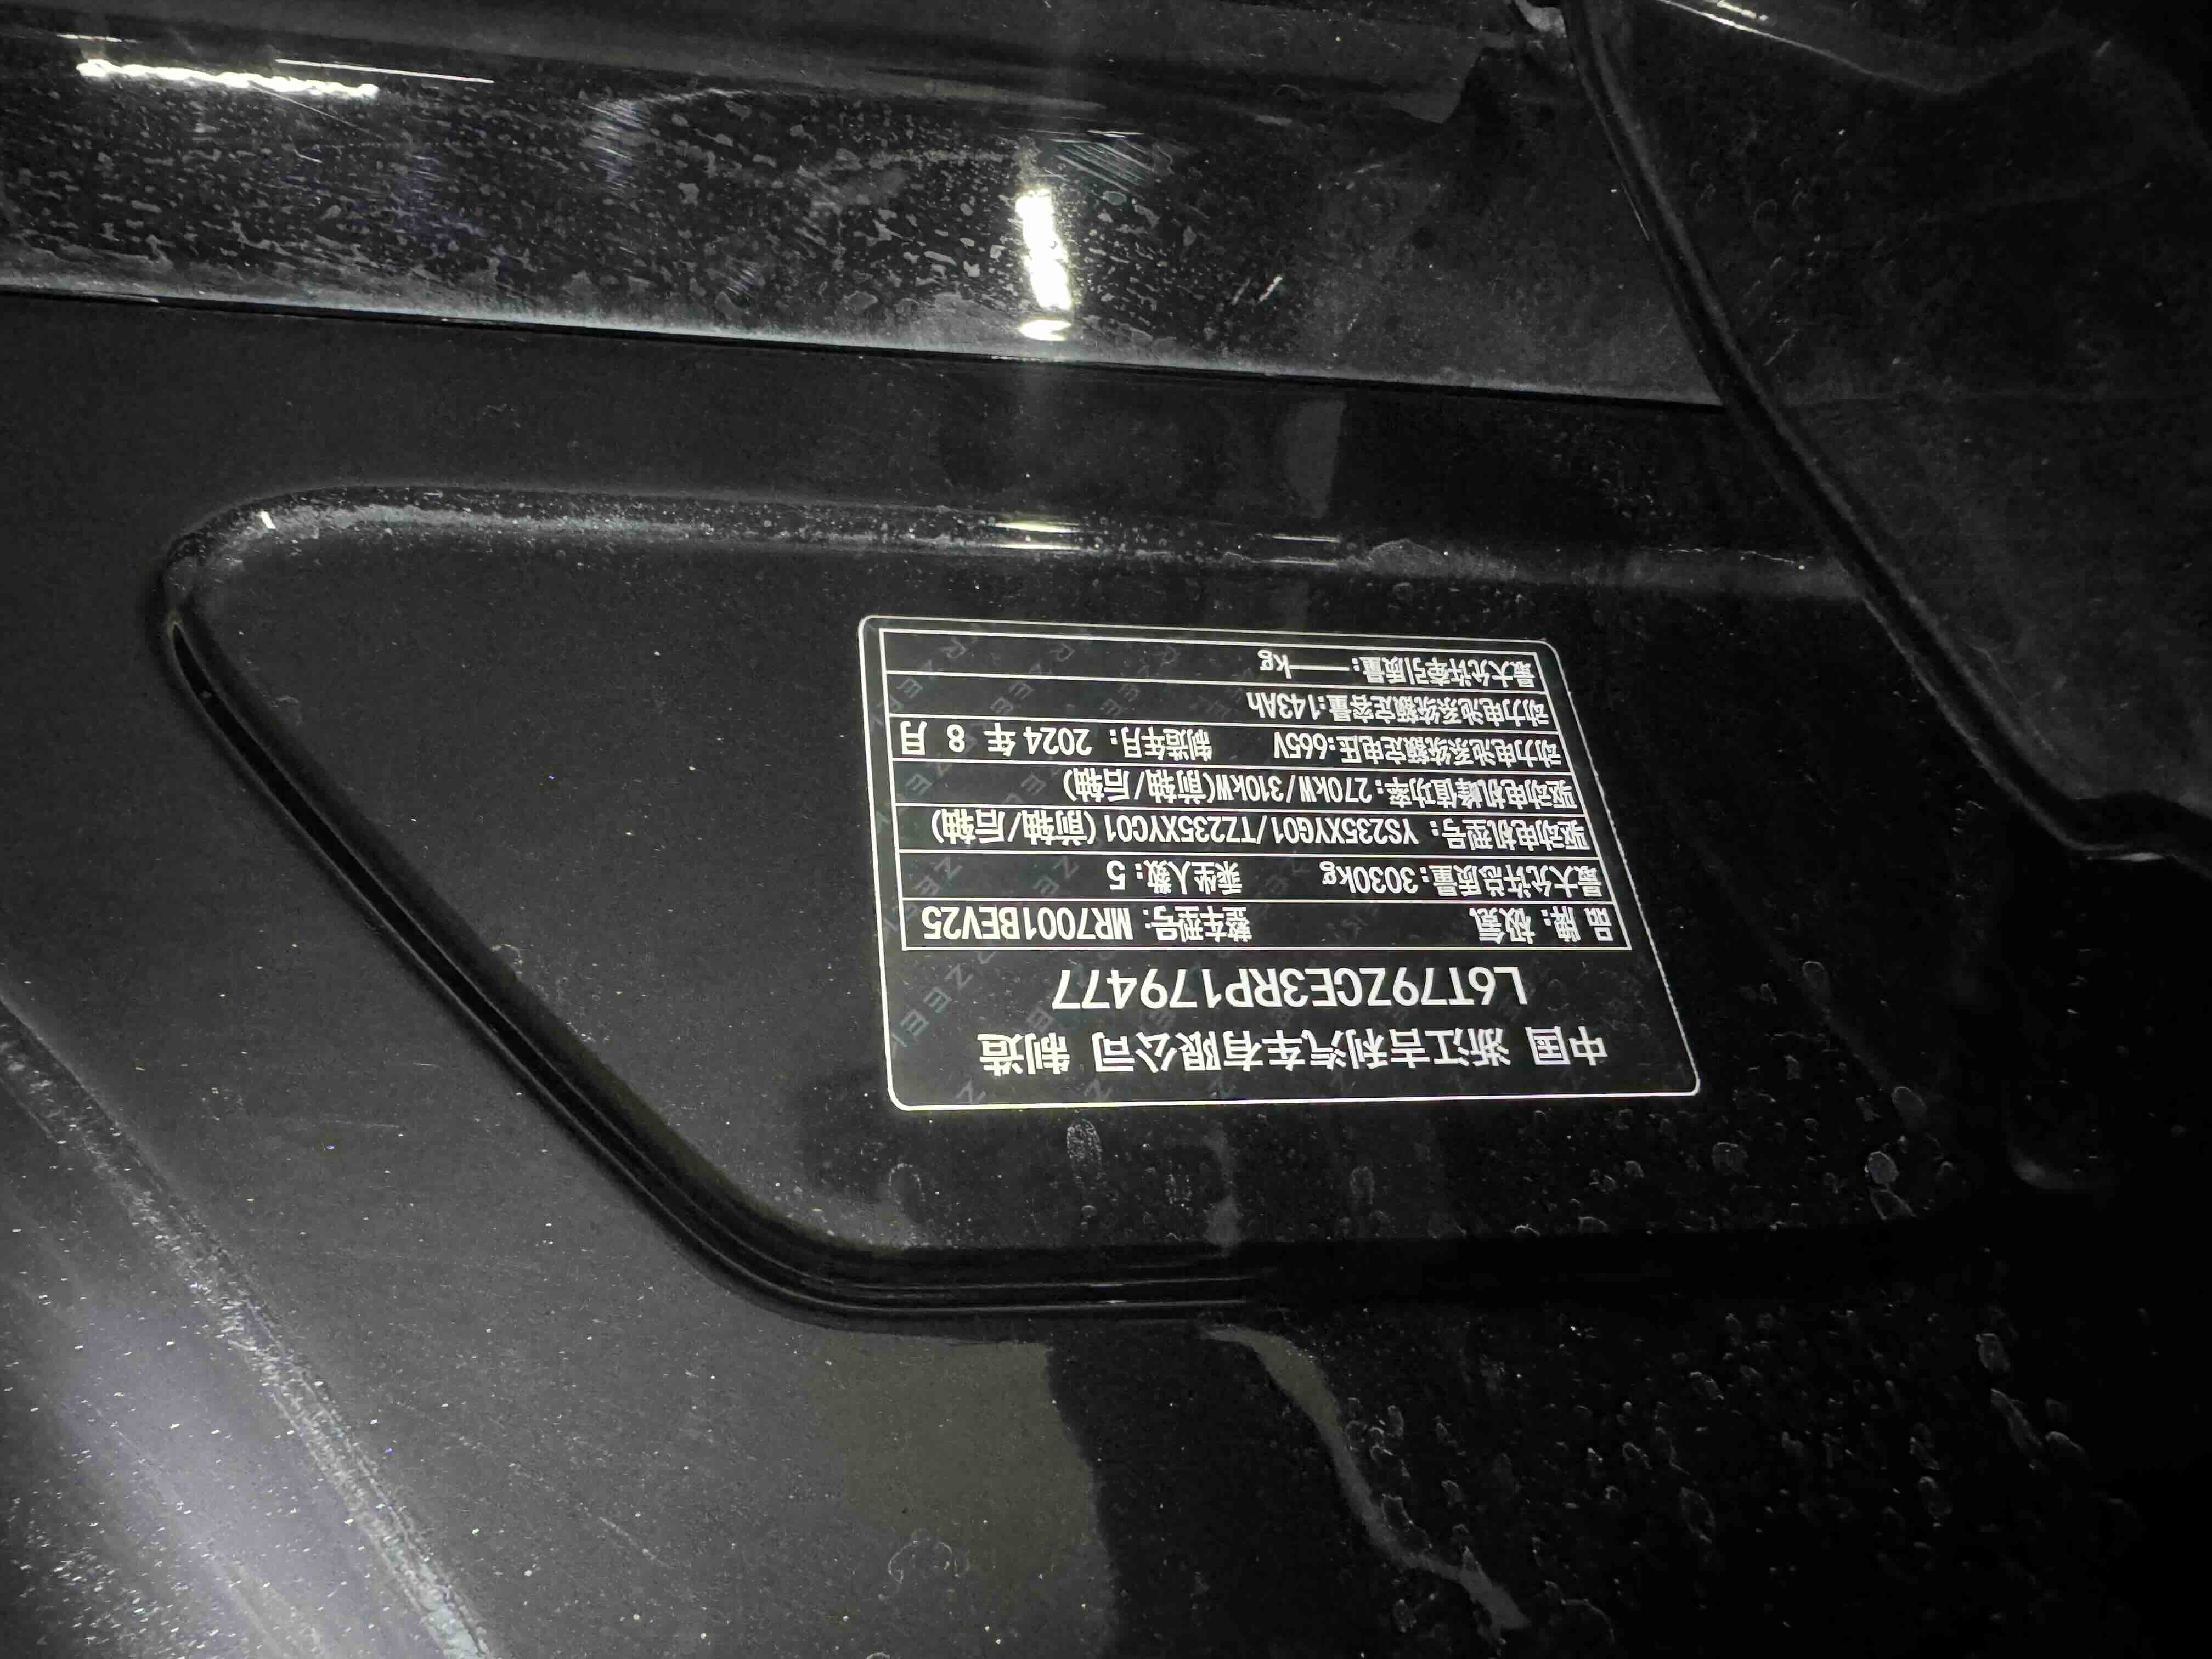 中国 浙江吉利汽车有限公司 制造
L6T79ZCE3RP179477
品 牌: 极氪 整车型号: MR7001BEV25
最大允许总质量:3030kg 乘坐人数: 5
驱动电机型号: YS235XYG01/TZ235XYC01 (前轴/后轴)
驱动电机峰值功率:270kW/310kW(前轴/后轴)
动力电池系统额定电压:665V 制造年月: 2024 年 8 月
动力电池系统额定容量:143Ah
最大允许牵引质量:——kg